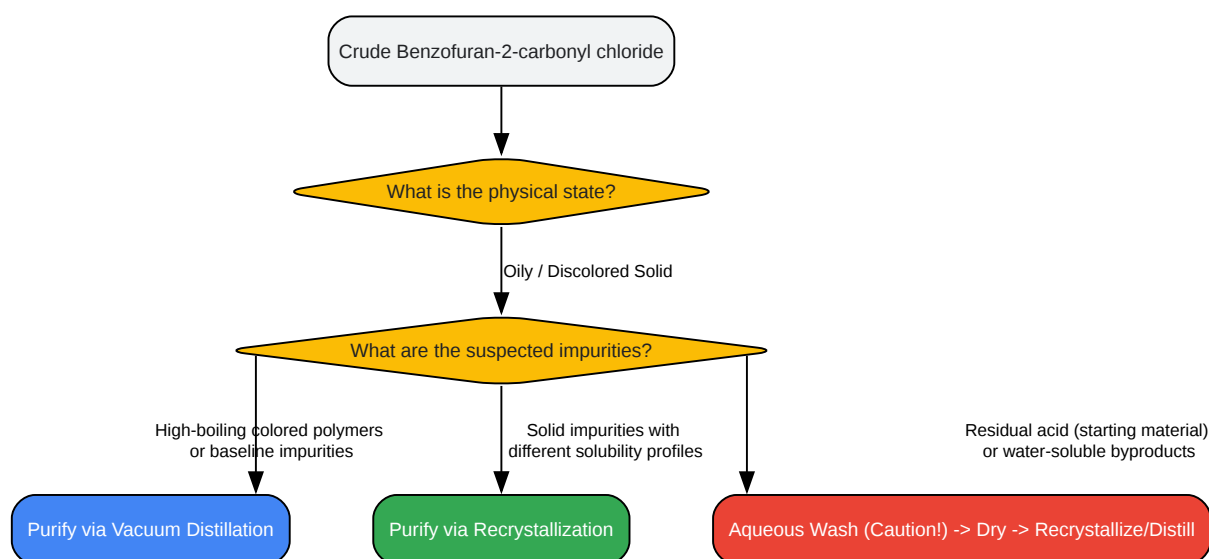 Crude Benzofuran-2-carbonyl chloride
What is the physical state?
Oily / Discolored Solid
What are the suspected impurities?
High-boiling colored polymers
or baseline impurities
Solid impurities with
different solubility profiles
Residual acid (starting material)
or water-soluble byproducts
Purify via Vacuum Distillation
Purify via Recrystallization
Aqueous Wash (Caution!) -> Dry -> Recrystallize/Distill